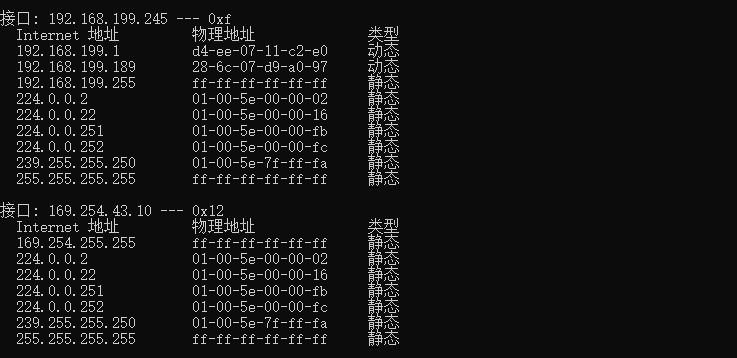 接口: 192.168.199.245 --- 0xf
Internet 地址 物理地址 类型
192.168.199.1 d4-ee-07-11-c2-e0 动态
192.168.199.189 28-6c-07-d9-a0-97 动态
192.168.199.255 ff-ff-ff-ff-ff-ff 静态
224.0.0.2 01-00-5e-00-00-02 静态
224.0.0.22 01-00-5e-00-00-16 静态
224.0.0.251 01-00-5e-00-00-fb 静态
224.0.0.252 01-00-5e-00-00-fc 静态
239.255.255.250 01-00-5e-7f-ff-fa 静态
255.255.255.255 ff-ff-ff-ff-ff-ff 静态
接口: 169.254.43.10 --- 0x12
Internet 地址 物理地址 类型
169.254.255.255 ff-ff-ff-ff-ff-ff 静态
224.0.0.2 01-00-5e-00-00-02 静态
224.0.0.22 01-00-5e-00-00-16 静态
224.0.0.251 01-00-5e-00-00-fb 静态
224.0.0.252 01-00-5e-00-00-fc 静态
239.255.255.250 01-00-5e-7f-ff-fa 静态
255.255.255.255 ff-ff-ff-ff-ff-ff 静态